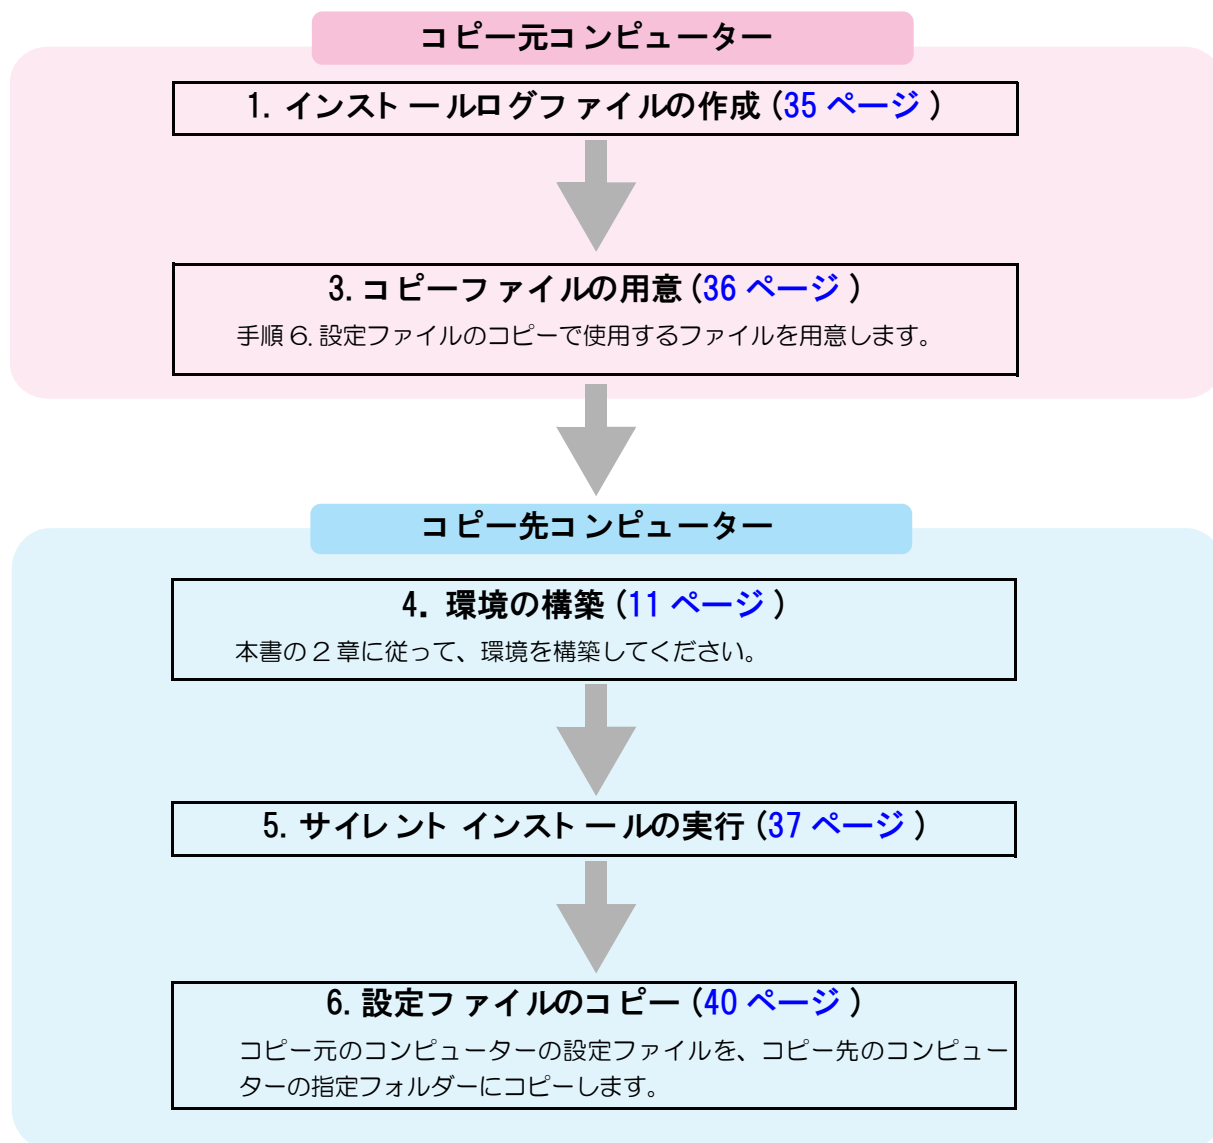 コピー元コンピューター
1. インストールログファイルの作成 (35 ページ )
3. コピーファイルの用意 (36 ページ )
手順 6. 設定ファイルのコピーで使用するファイルを用意します。
コピー先コンピューター
4. 環境の構築 (11 ページ )
本書の 2 章に従って、環境を構築してください。
5. サイレント インストールの実行 (37 ページ )
6. 設定ファイルのコピー (40 ページ )
コピー元のコンピューターの設定ファイルを、コピー先のコンピュー
ターの指定フォルダーにコピーします。